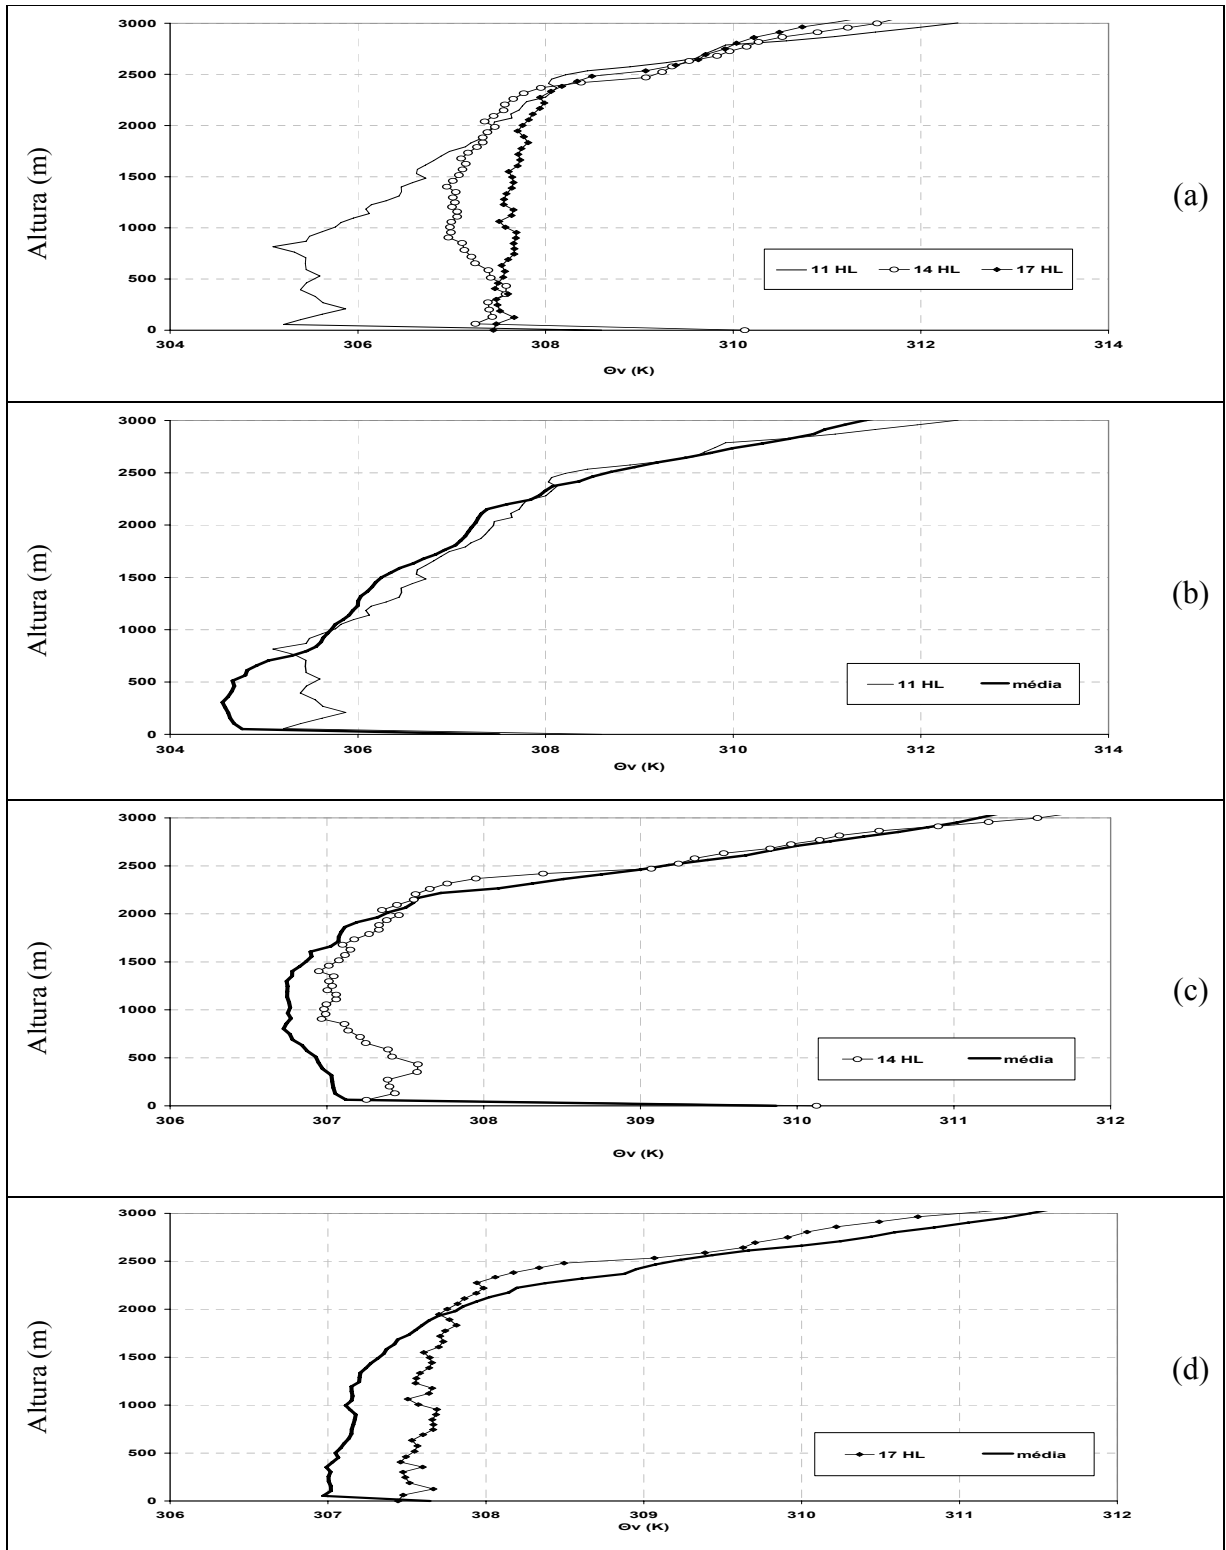 3000
2500
2000
1500
1000
500
0
Altura (m)
(a)
11 HL 14 HL 17 HL
304 306 308 310 312 314
Θv (K)
3000
2500
2000
1500
1000
500
0
Altura (m)
(b)
11 HL média
304 306 308 310 312 314
Θv (K)
3000
2500
2000
1500
1000
500
0
Altura (m)
(c)
14 HL média
306 307 308 309 310 311 312
Θv (K)
3000
2500
2000
1500
1000
500
0
Altura (m)
(d)
17 HL média
306 307 308 309 310 311 312
Θv (K)